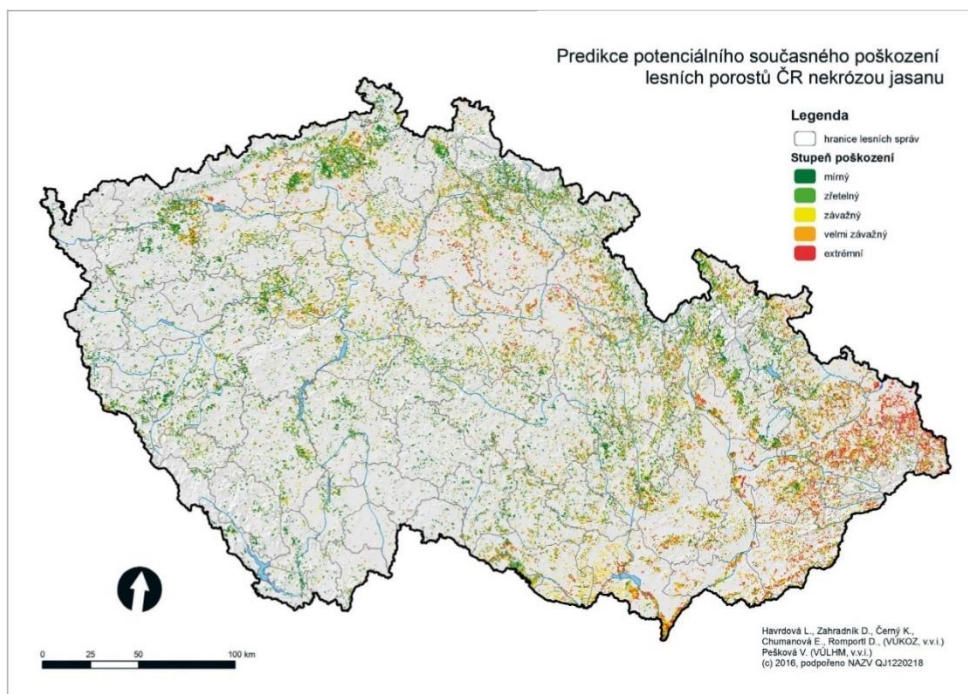 Predikce potenciálního současného poškození
lesních porostů ČR nekrózou jasanu
Legenda
hranice lesních správ
Stupeň poškození
mírný
zřetelný
závažný
velmi závažný
extrémní
0 25 50 100 km
Havrdová L., Zahradník D., Černý K.,
Chumanová E., Romportl D., (VÚKOZ, v.v.i.)
Pešková V. (VÚLHM, v.v.i.)
(c) 2016, podpořeno NAZV QJ1220218